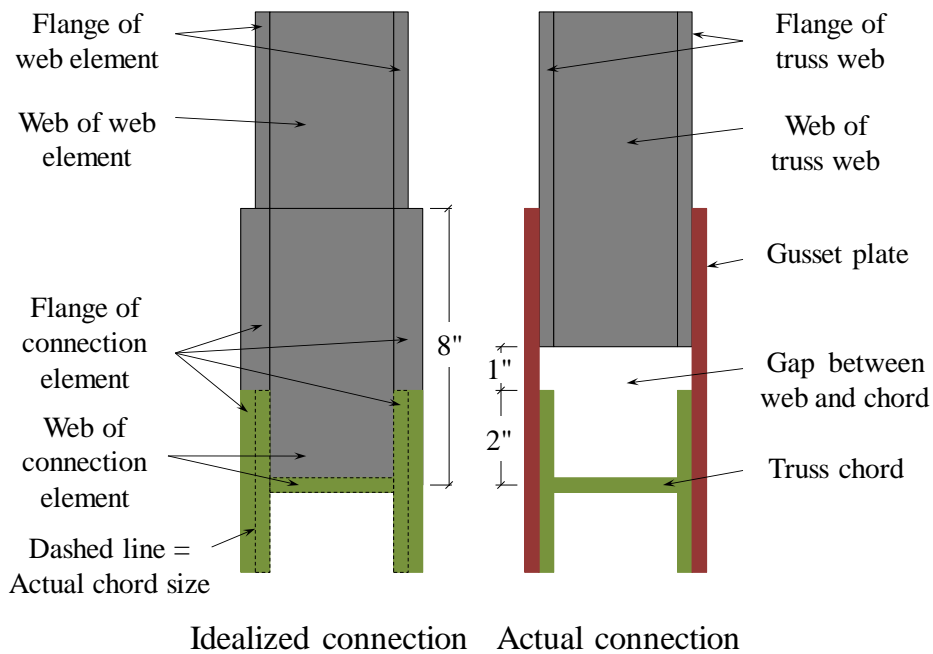 Flange of
web element
Web of web
element
Flange of
connection
element
Web of
connection
element
Dashed line =
Actual chord size
8"
1"
2"
Flange of
truss web
Web of
truss web
Gusset plate
Gap between
web and chord
Truss chord
Idealized connection
Actual connection